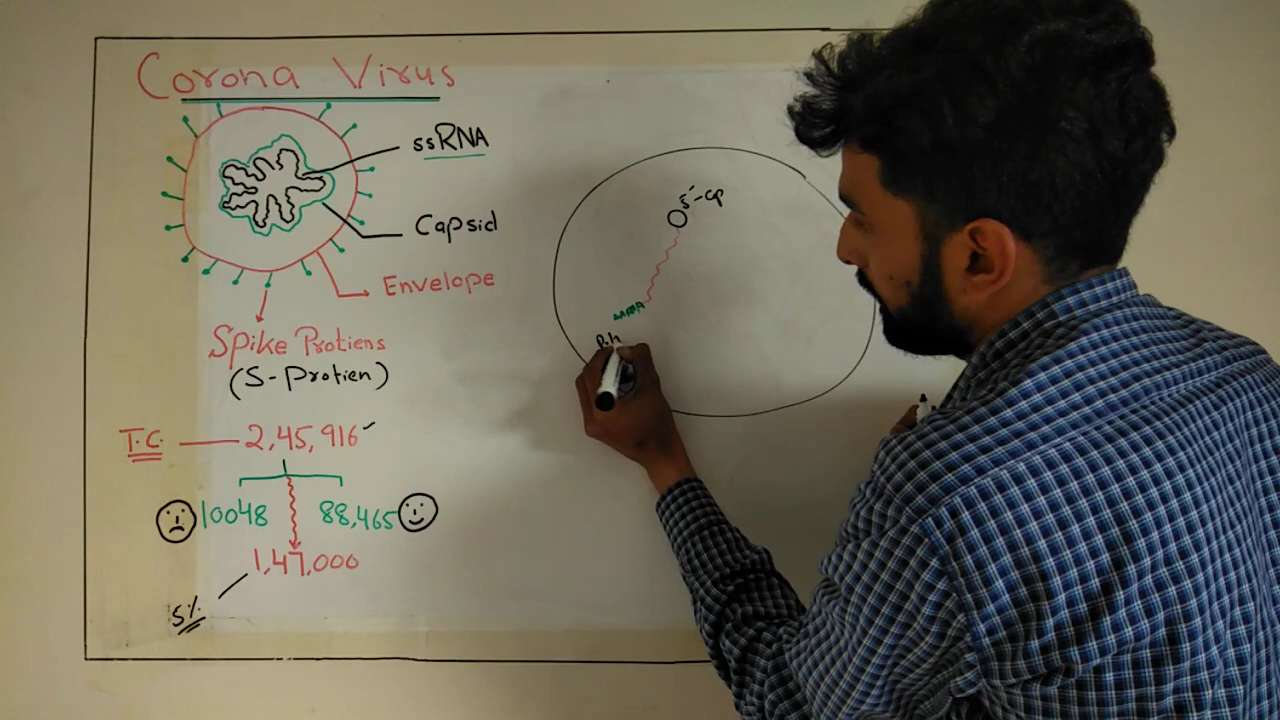 Corona Virus
ssRNA
Capsid
Envelope
Spike Protiens
(S-Protien)
T.C. 2,45,916
10048 88,465
1,47,000
5%
5'-cp